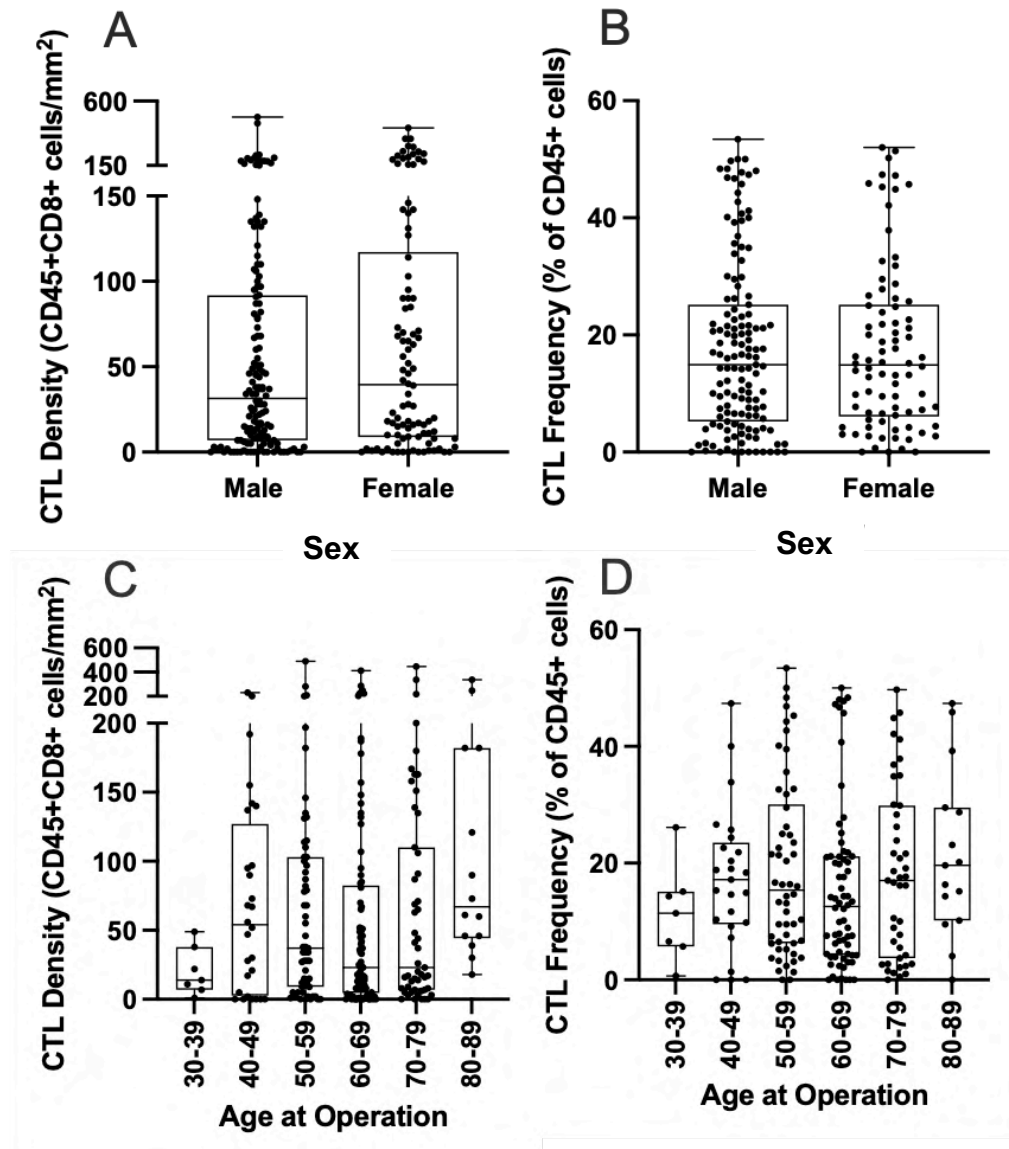 A
CTL Density (CD45+CD8+ cells/mm²)
600
150
150
100
50
0
Male Female
Sex
B
CTL Frequency (% of CD45+ cells)
60
40
20
0
Male Female
Sex
C
CTL Density (CD45+CD8+ cells/mm²)
600
400
200
200
150
100
50
0
30-39 40-49 50-59 60-69 70-79 80-89
Age at Operation
D
CTL Frequency (% of CD45+ cells)
60
40
20
0
30-39 40-49 50-59 60-69 70-79 80-89
Age at Operation